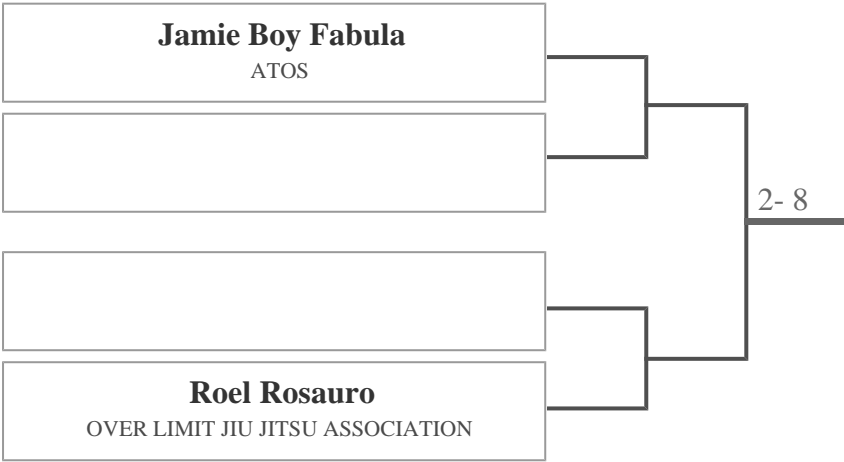 Jamie Boy Fabula
ATOS
2- 8
Roel Rosauro
OVER LIMIT JIU JITSU ASSOCIATION